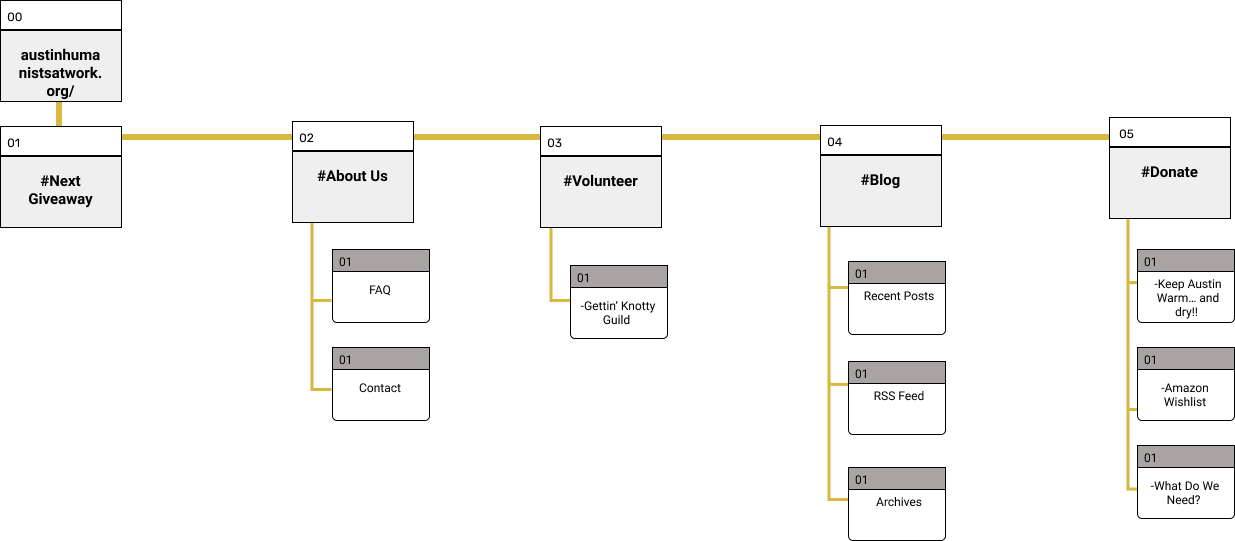 00
austinhuma
nistsatwork.
org/
01
#Next
Giveaway
02
#About Us
01
FAQ
01
Contact
03
#Volunteer
01
-Gettin’ Knotty
Guild
04
#Blog
01
Recent Posts
01
RSS Feed
01
Archives
05
#Donate
01
-Keep Austin
Warm... and
dry!!
01
-Amazon
Wishlist
01
-What Do We
Need?